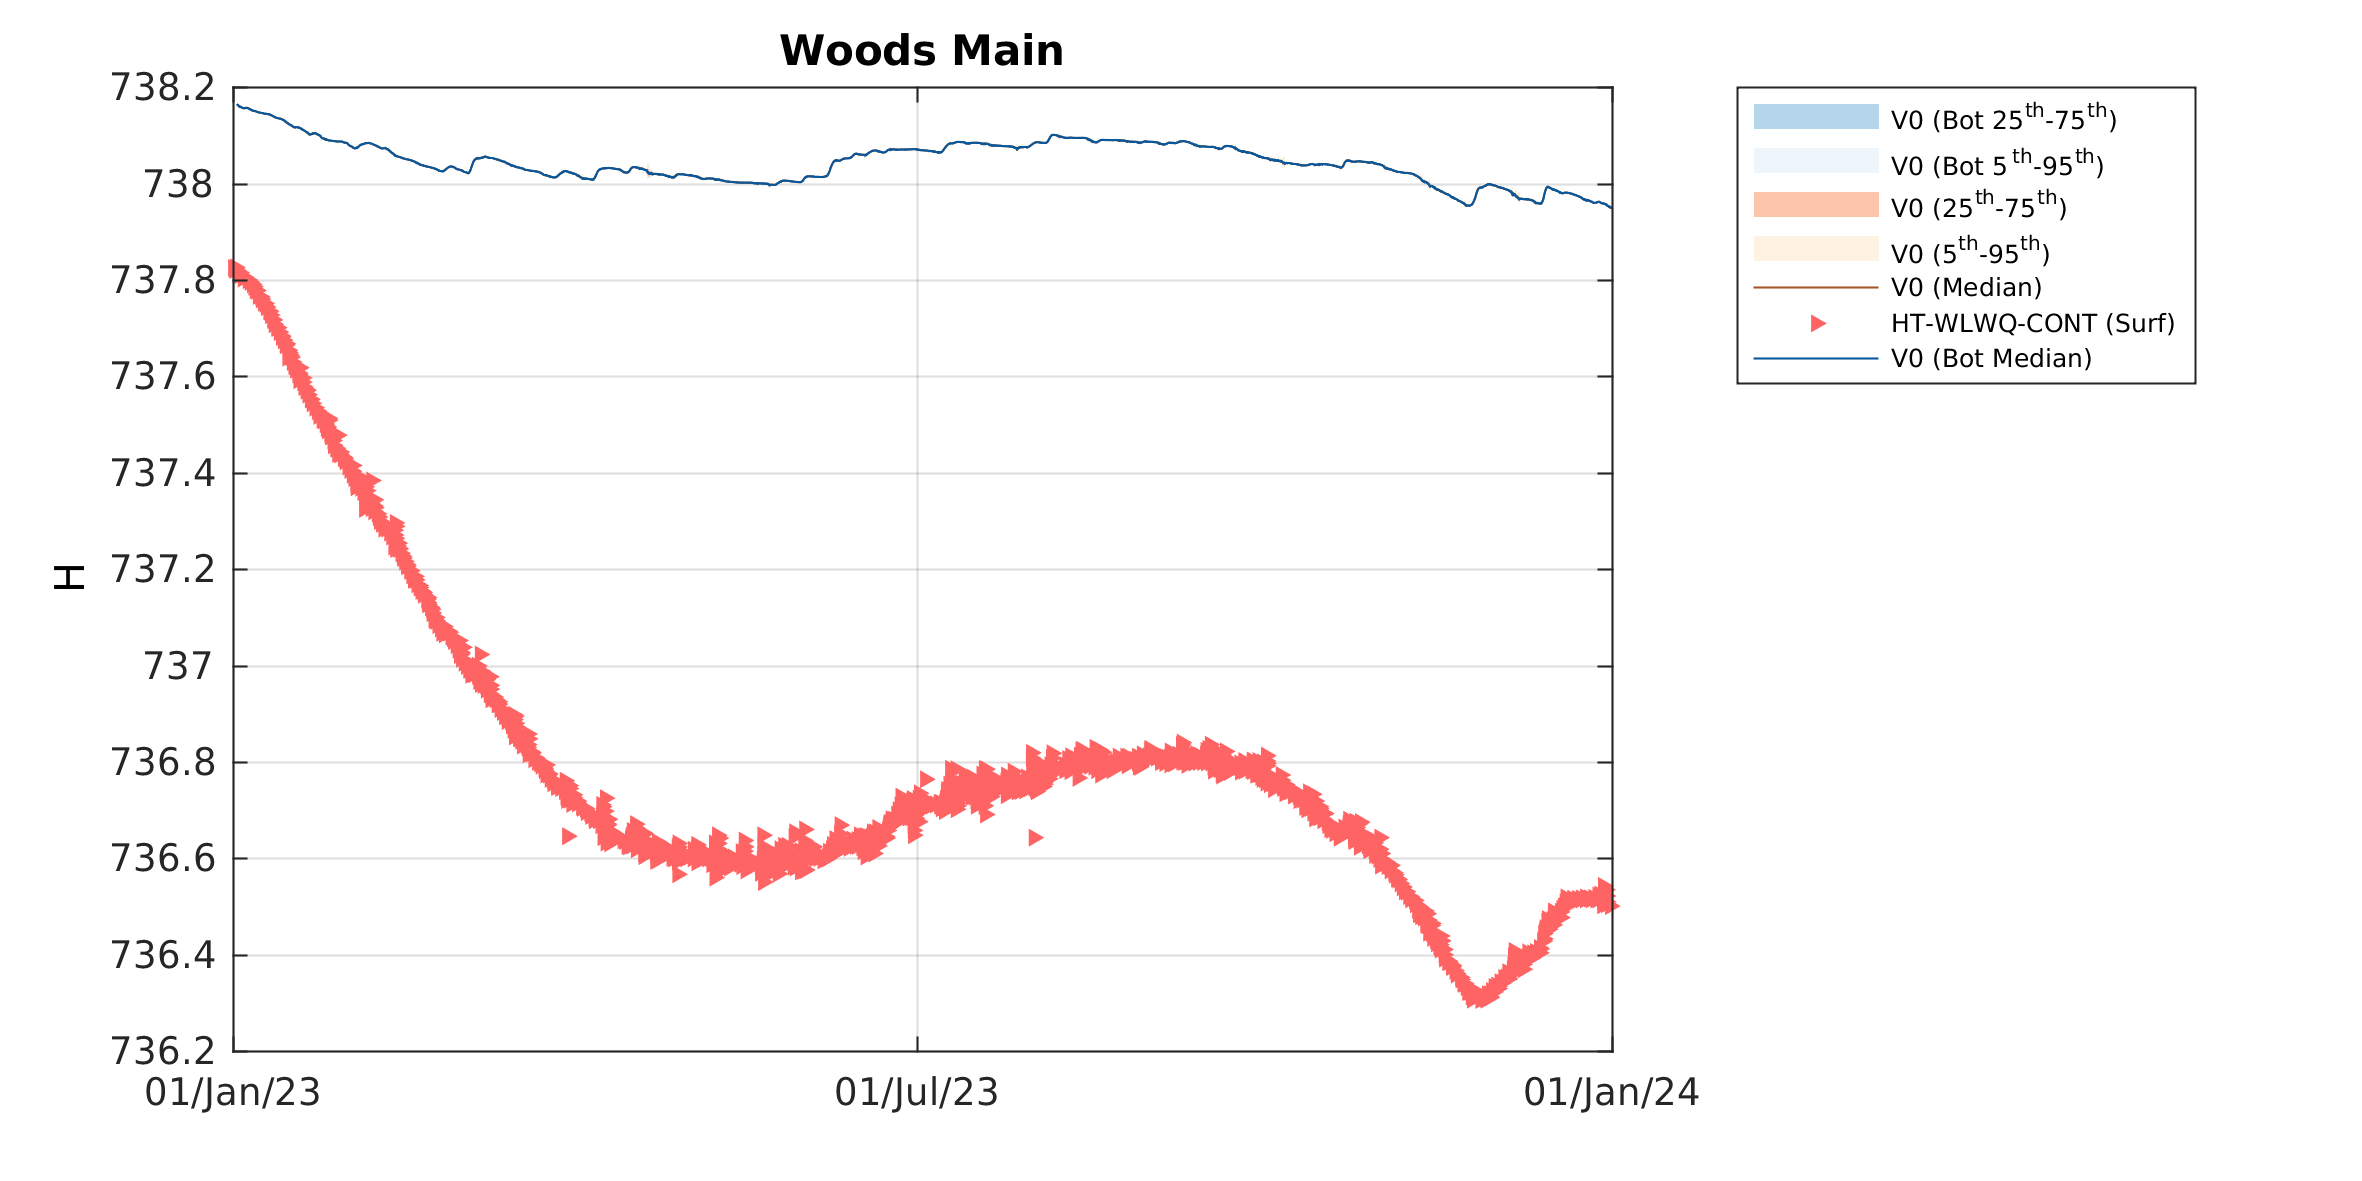 Woods Main
738.2
738
737.8
737.6
737.4
737.2
737
736.8
736.6
736.4
736.2
H
01/Jan/23
01/Jul/23
01/Jan/24
V0 (Bot 25th-75th)
V0 (Bot 5th-95th)
V0 (25th-75th)
V0 (5th-95th)
V0 (Median)
HT-WLWQ-CONT (Surf)
V0 (Bot Median)